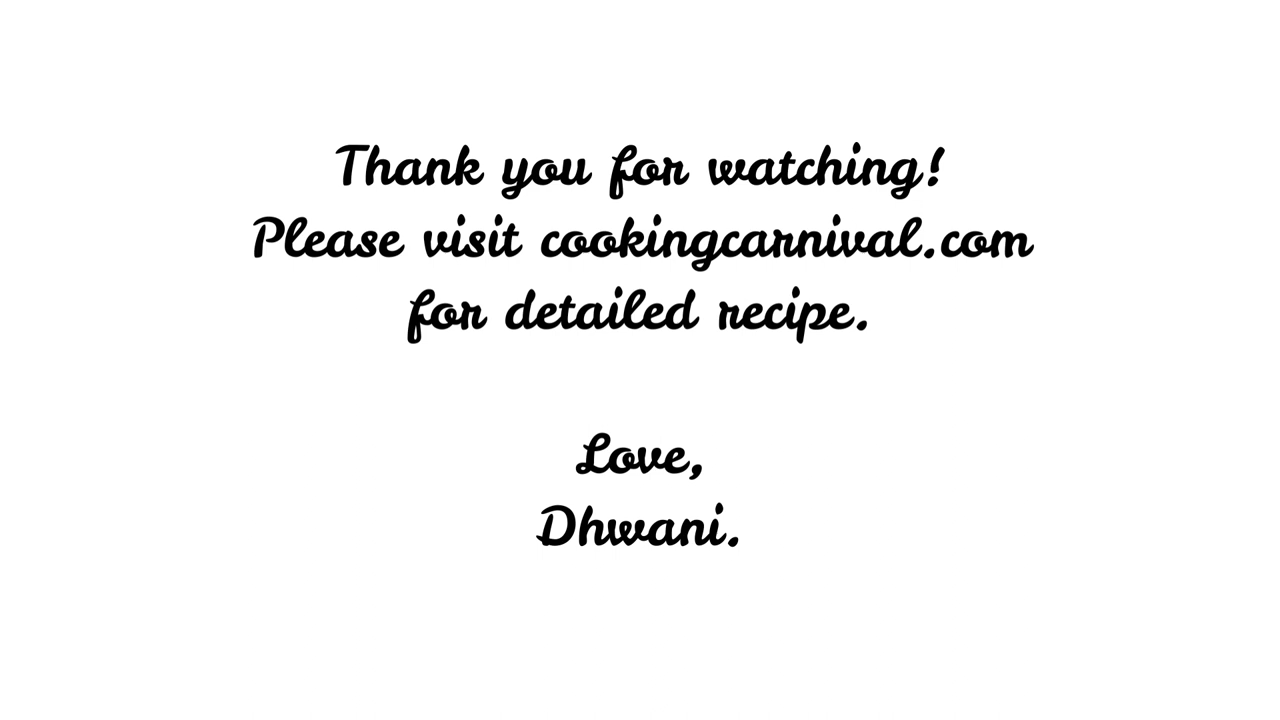 Thank you for watching!
Please visit cookingcarnival.com
for detailed recipe.
Love,
Dhwani.